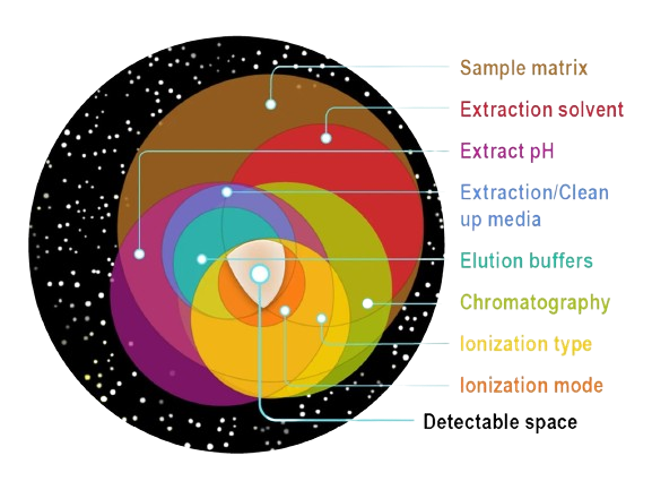 Sample matrix
Extraction solvent
Extract pH
Extraction/Clean
up media
Elution buffers
Chromatography
Ionization type
Ionization mode
Detectable space